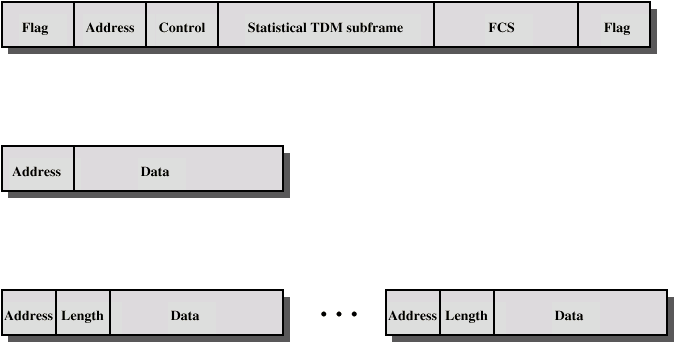 Flag Address Control Statistical TDM subframe FCS Flag
Address Data
Address Length Data • • • Address Length Data